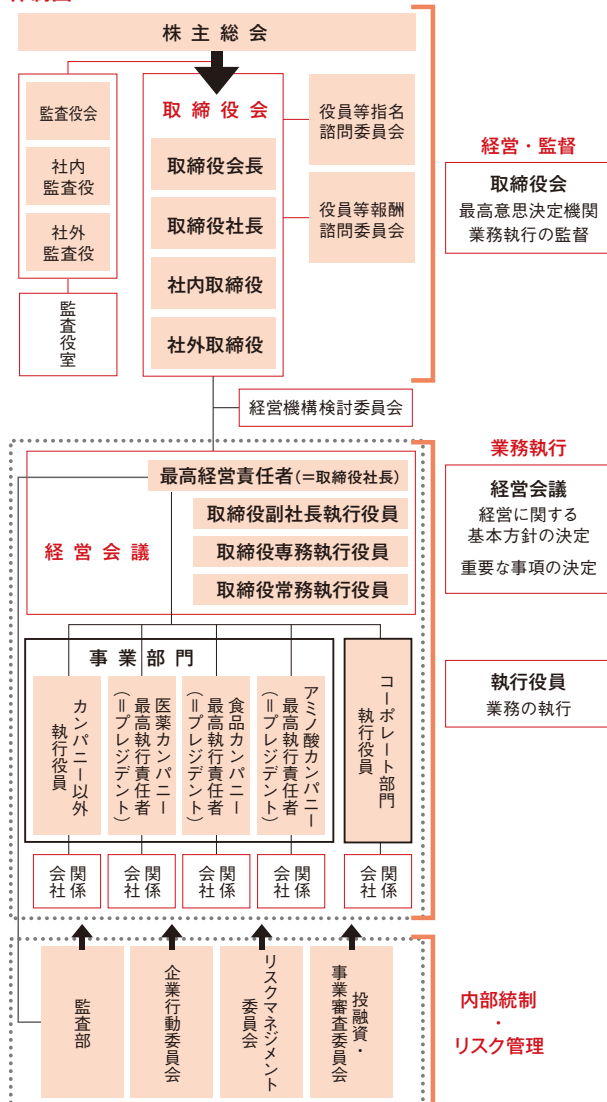 株主総会
監査役会
社内
監査役
社外
監査役
監査役室
取締役会
取締役会長
取締役社長
社内取締役
社外取締役
役員等指名
諮問委員会
役員等報酬
諮問委員会
経営・監督
取締役会
最高意思決定機関
業務執行の監督
経営機構検討委員会
経営会議
最高経営責任者(=取締役社長)
取締役副社長執行役員
取締役専務執行役員
取締役常務執行役員
業務執行
経営会議
経営に関する
基本方針の決定
重要な事項の決定
事業部門
カンパニー以外
執行役員
医薬カンパニー
最高執行責任者
(=プレジデント)
食品カンパニー
最高執行責任者
(=プレジデント)
アミノ酸カンパニー
最高執行責任者
(=プレジデント)
コーポレート部門
執行役員
執行役員
業務の執行
関係
会社
関係
会社
関係
会社
関係
会社
関係
会社
監査部
企業行動委員会
リスクマネジメント
委員会
投融資・
事業審査委員会
内部統制
・
リスク管理